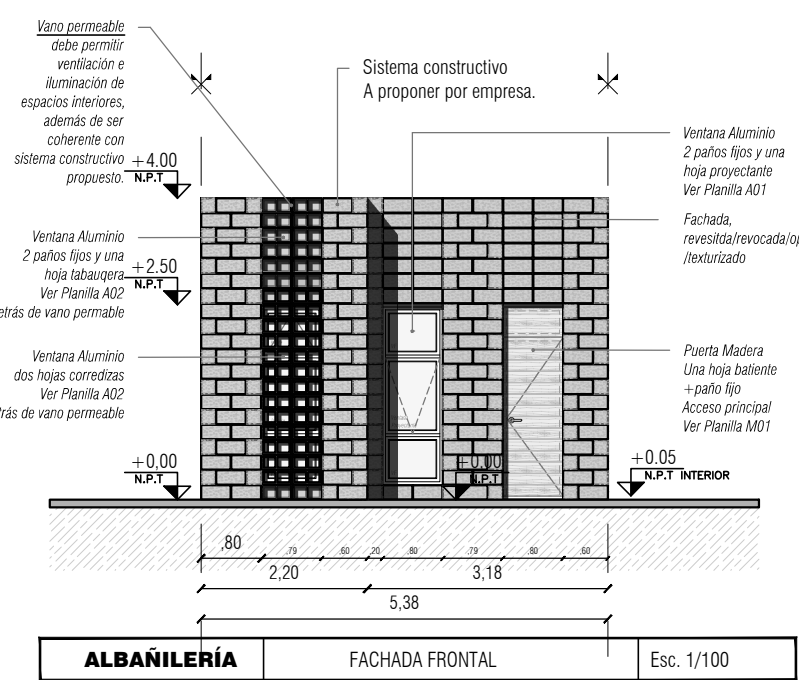 Vano permeable
debe permitir
ventilación e
iluminación de
espacios interiores,
además de ser
coherente con
sistema constructivo
propuesto.
+4.00
N.P.T
Sistema constructivo
A proponer por empresa.
Ventana Aluminio
2 paños fijos y una
hoja proyectante
Ver Planilla A01
Fachada,
revesitda/revocada/op
/texturizado
Ventana Aluminio
2 paños fijos y una
hoja tabauqera
Ver Planilla A02
etrás de vano permable
+2.50
N.P.T
Ventana Aluminio
dos hojas corredizas
Ver Planilla A02
trás de vano permeable
Puerta Madera
Una hoja batiente
+paño fijo
Acceso principal
Ver Planilla M01
+0,00
N.P.T
+0.00
N.P.T
+0.05
N.P.T INTERIOR
,80 .79 .60 .20 .80 .79 .80 .60
2,20 3,18
5,38
ALBAÑILERÍA FACHADA FRONTAL Esc. 1/100